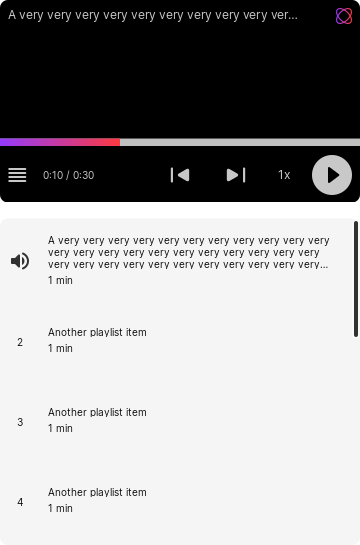 A very very very very very very very very very ver...
0:10 / 0:30
1x
A very very very very very very very very very very
very very very very very very very very very very
very very very very very very very very very very...
1 min
2
Another playlist item
1 min
3
Another playlist item
1 min
4
Another playlist item
1 min